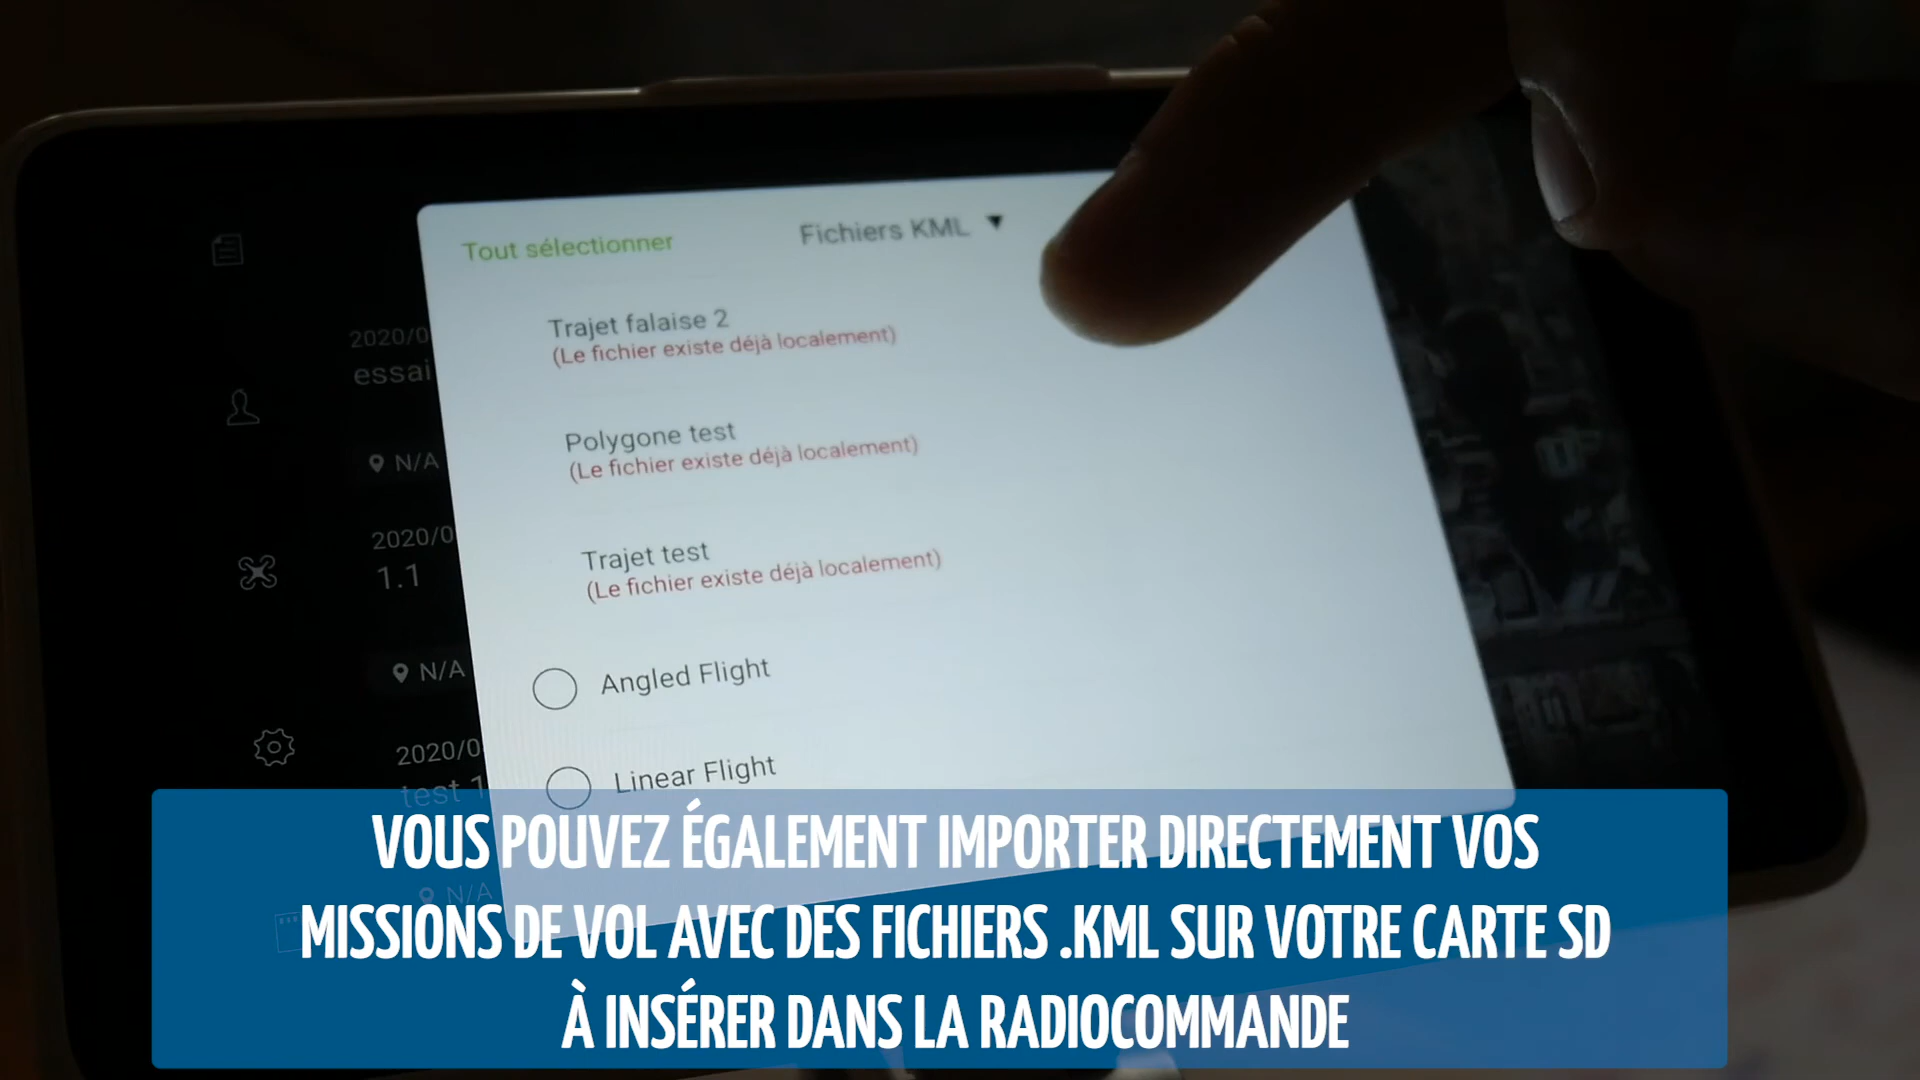 Tout sélectionner
Fichiers KML
Trajet falaise 2
(Le fichier existe déjà localement)
Polygone test
(Le fichier existe déjà localement)
Trajet test
(Le fichier existe déjà localement)
Angled Flight
Linear Flight
2020/0
essai
N/A
2020/0
1.1
N/A
2020/0
test 1
N/A
VOUS POUVEZ ÉGALEMENT IMPORTER DIRECTEMENT VOS
MISSIONS DE VOL AVEC DES FICHIERS .KML SUR VOTRE CARTE SD
À INSÉRER DANS LA RADIOCOMMANDE